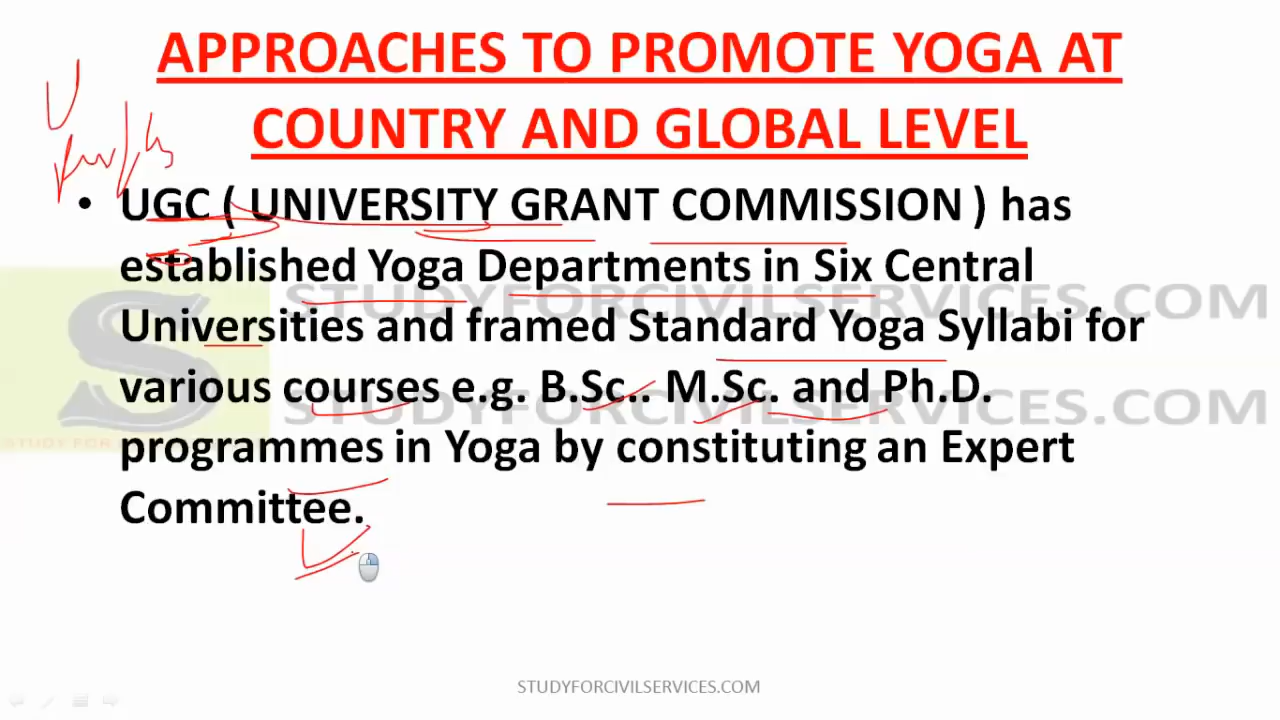 APPROACHES TO PROMOTE YOGA AT
COUNTRY AND GLOBAL LEVEL
• UGC ( UNIVERSITY GRANT COMMISSION ) has
established Yoga Departments in Six Central
Universities and framed Standard Yoga Syllabi for
various courses e.g. B.Sc.. M.Sc. and Ph.D.
programmes in Yoga by constituting an Expert
Committee.
STUDYFORCIVILSERVICES.COM
STUDYFORCIVILSERVICES.COM
STUDYFORCIVILSERVICES.COM